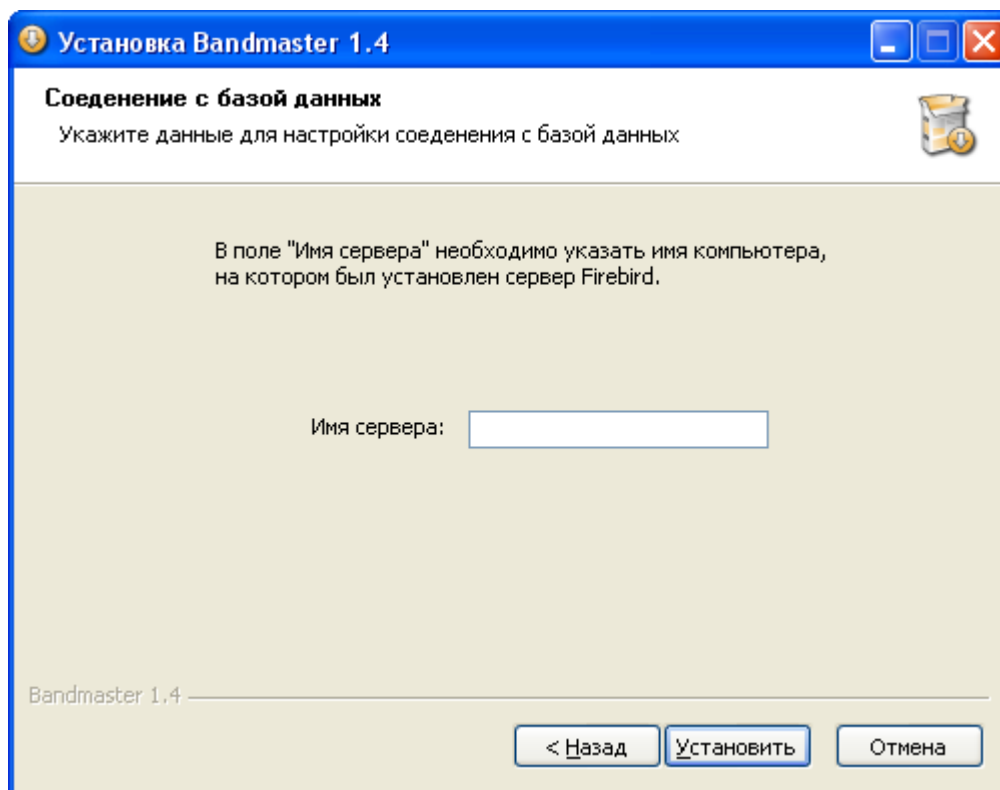 Установка Bandmaster 1.4
Соеденение с базой данных
Укажите данные для настройки соеденения с базой данных
В поле "Имя сервера" необходимо указать имя компьютера,
на котором был установлен сервер Firebird.
Имя сервера:
Bandmaster 1.4
< Назад Установить Отмена